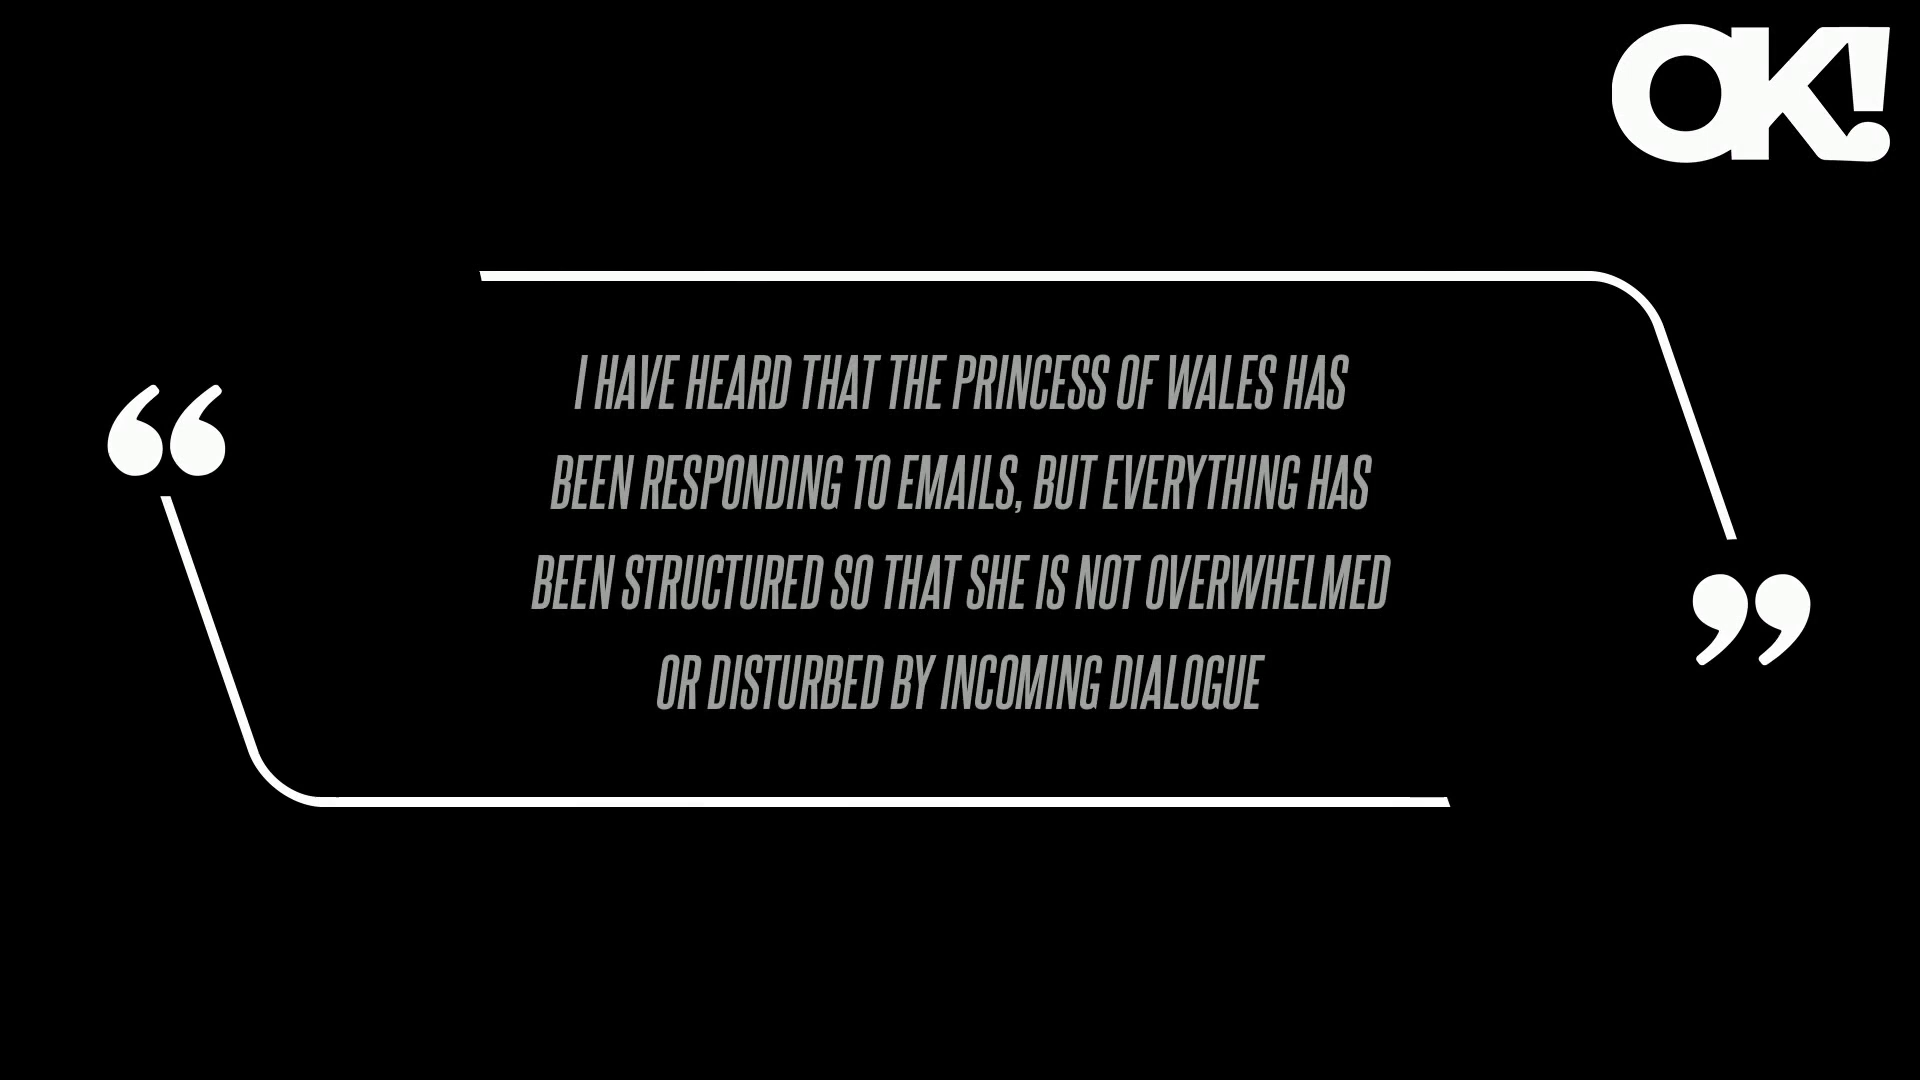 OK!
“
I HAVE HEARD THAT THE PRINCESS OF WALES HAS
BEEN RESPONDING TO EMAILS, BUT EVERYTHING HAS
BEEN STRUCTURED SO THAT SHE IS NOT OVERWHELMED
OR DISTURBED BY INCOMING DIALOGUE
”